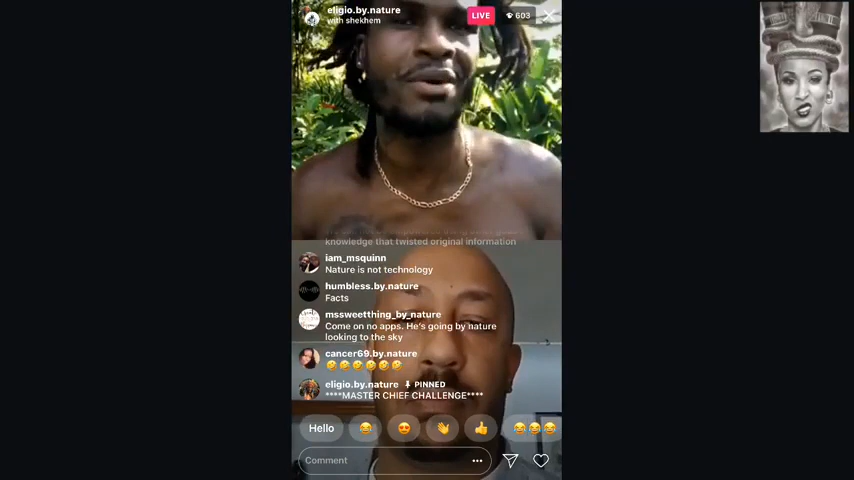 eligio.by.nature
with shekhem
LIVE
603
knowledge that twisted original information
iam_msquinn
Nature is not technology
humbless.by.nature
Facts
mssweetthing_by_nature
Come on no apps. He's going by nature
looking to the sky
cancer69.by.nature
🤣🤣🤣🤣🤣🤣
eligio.by.nature PINNED
****MASTER CHIEF CHALLENGE****
Hello
Comment